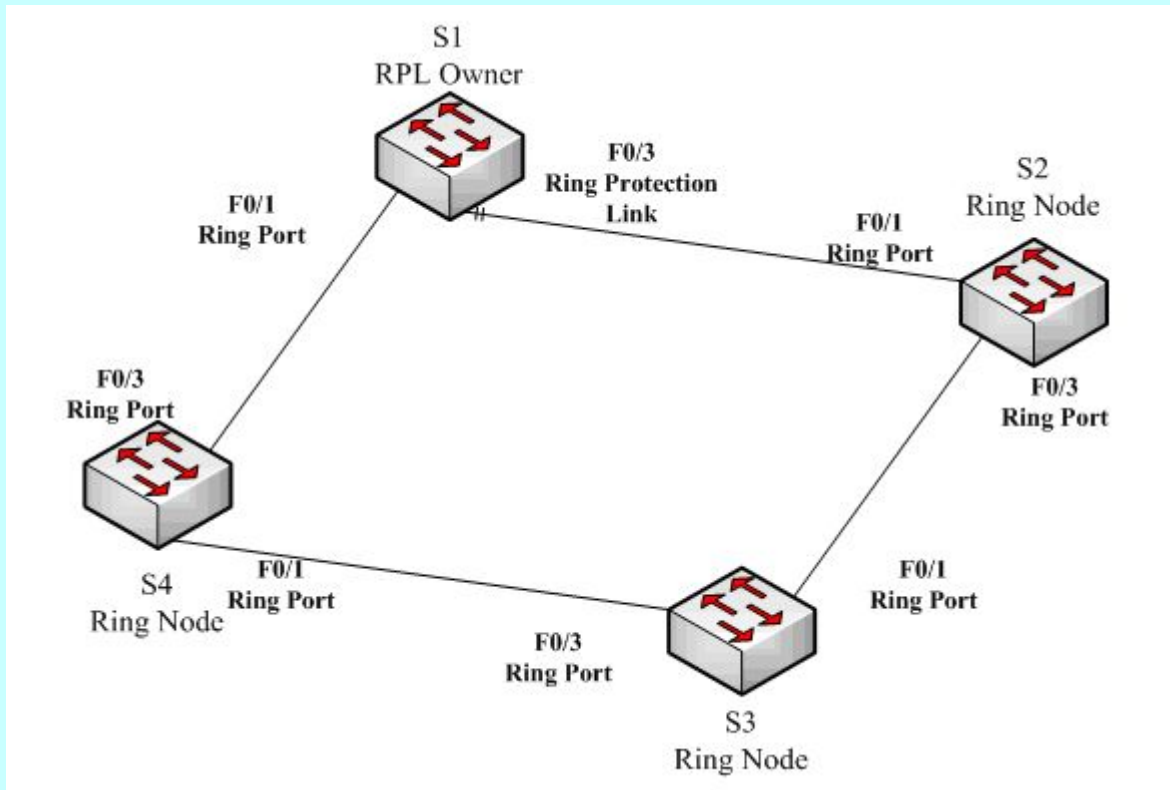 S1
RPL Owner
F0/3
Ring Protection
Link
F0/1
Ring Port
S2
Ring Node
F0/1
Ring Port
F0/3
Ring Port
F0/3
Ring Port
S4
Ring Node
F0/1
Ring Port
F0/1
Ring Port
F0/3
Ring Port
S3
Ring Node